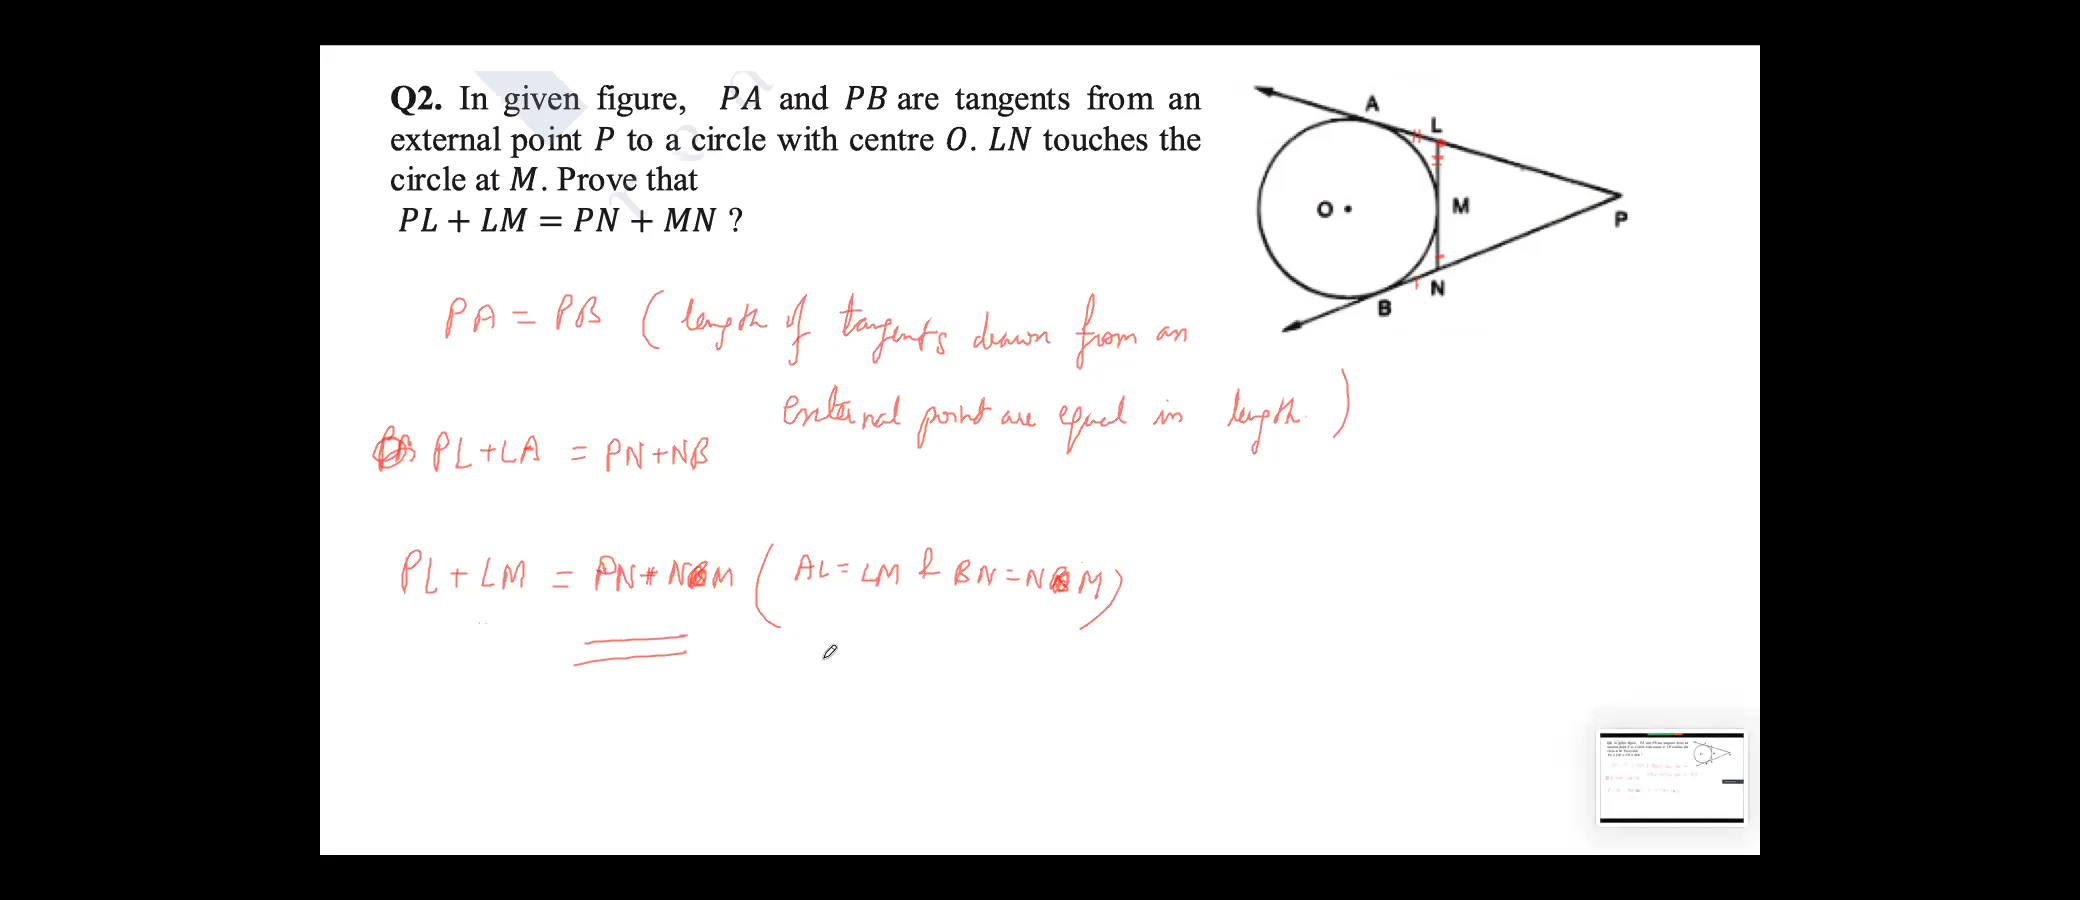 Q2. In given figure, PA and PB are tangents from an
external point P to a circle with centre O. LN touches the
circle at M. Prove that
PL + LM = PN + MN ?
A
L
O
M
P
N
B
PA = PB ( length of tangents drawn from an
external point are equal in length. )
PL+LA = PN+NB
PL+LM = PN+NM ( AL=LM & BN=NM )